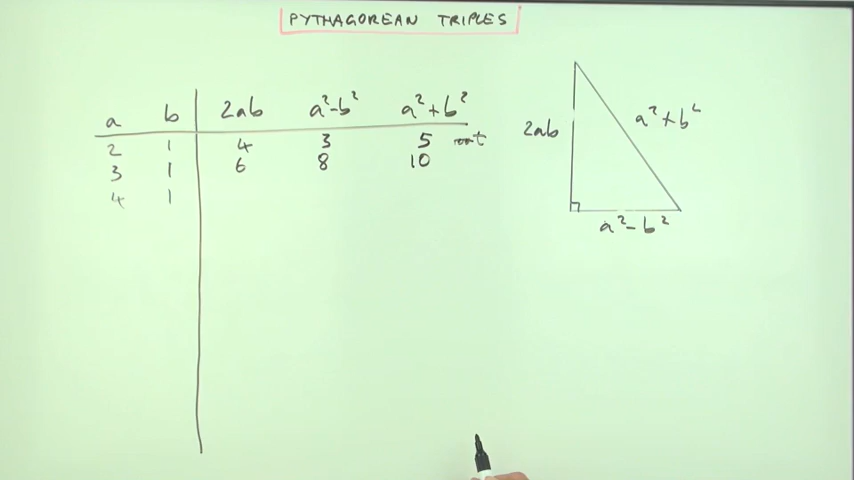 PYTHAGOREAN TRIPLES
a b 2ab a²-b² a²+b²
2 1 4 3 5 root
3 1 6 8 10
4 1
2ab
a²+b²
a²-b²